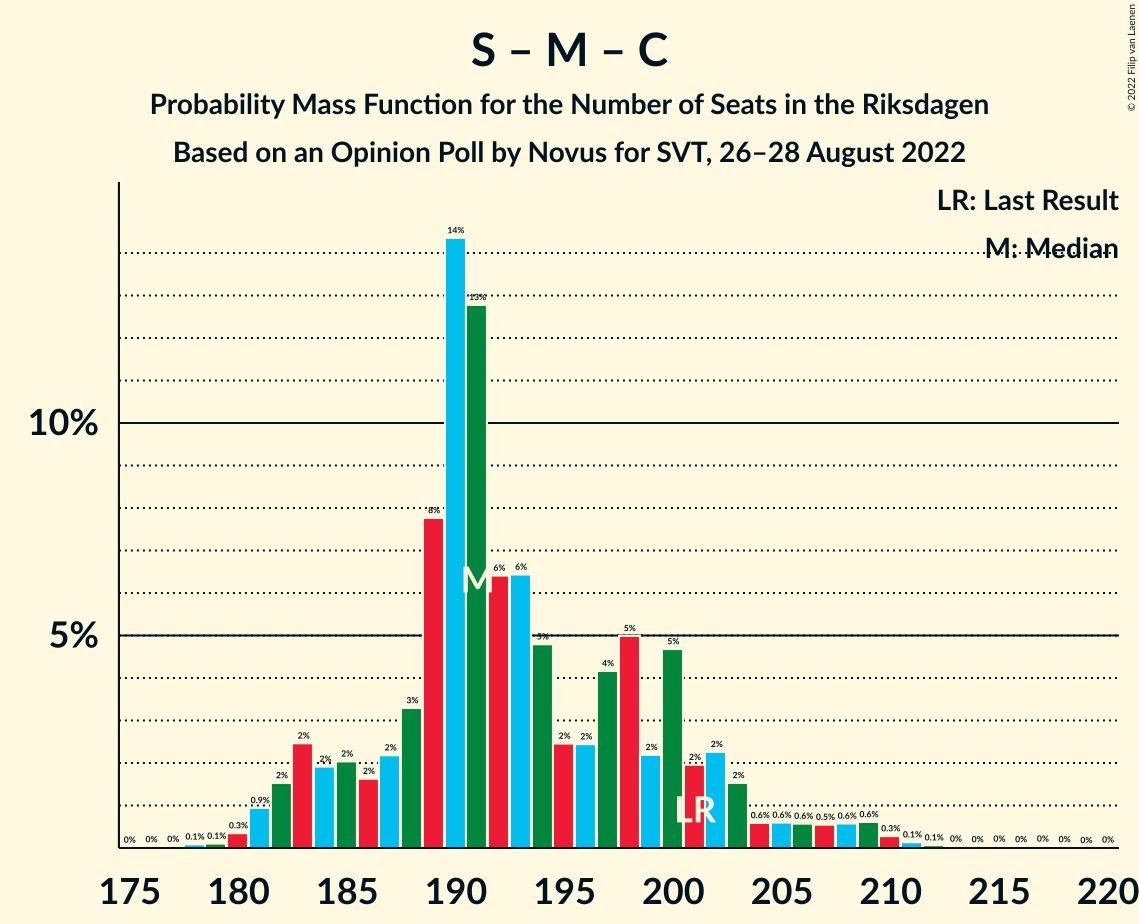 S – M – C
Probability Mass Function for the Number of Seats in the Riksdagen
Based on an Opinion Poll by Novus for SVT, 26–28 August 2022
© 2022 Filip van Laenen
LR: Last Result
M: Median
10%
5%
0% 0% 0% 0.1% 0.1% 0.3% 0.9% 2% 2% 2% 2% 2% 2% 3% 8% 14% 13% 6% 6% 5% 2% 2% 4% 5% 2% 5% 2% 2% 2% 0.6% 0.6% 0.6% 0.5% 0.6% 0.6% 0.3% 0.1% 0.1% 0% 0% 0% 0% 0% 0% 0% 0%
M
LR
175 180 185 190 195 200 205 210 215 220